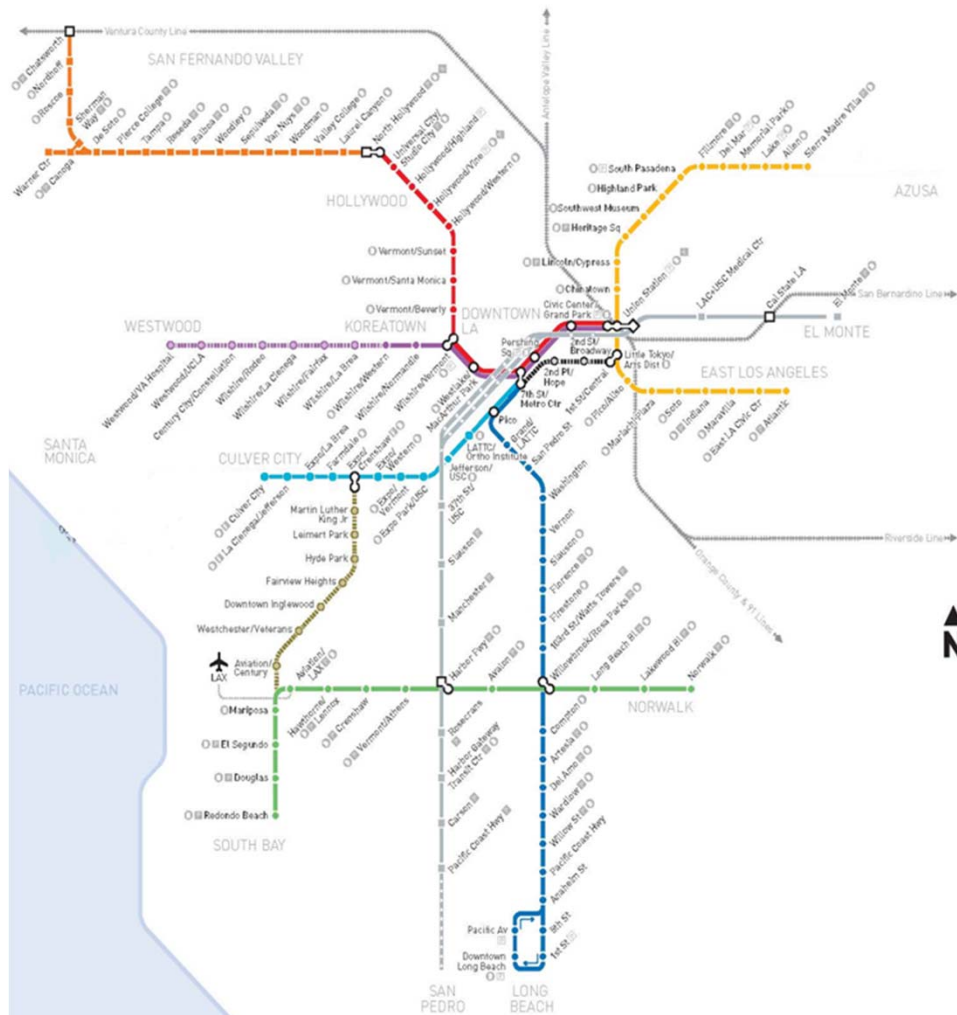 Ventura County Line
Antelope Valley Line
SAN FERNANDO VALLEY
Chatsworth
Nordhoff
Roscoe
Sherman
Way
Warner Ctr
Canoga
De Soto
Pierce College
Tampa
Reseda
Balboa
Woodley
Sepulveda
Van Nuys
Woodman
Valley College
Laurel Canyon
North Hollywood
Universal City/
Studio City
Hollywood/Highland
Hollywood/Vine
Hollywood/Western
HOLLYWOOD
Vermont/Sunset
Vermont/Santa Monica
Vermont/Beverly
Fillmore
Del Mar
Memorial Park
Lake
Allen
Sierra Madre Villa
South Pasadena
Highland Park
Southwest Museum
Heritage Sq
Lincoln/Cypress
Chinatown
AZUSA
Union Station
LAC+USC Medical Ctr
Cal State LA
El Monte
San Bernardino Line
EL MONTE
WESTWOOD
KOREATOWN
DOWNTOWN
LA
Civic Center/
Grand Park
Pershing
Sq
2nd St/
Broadway
2nd Pl/
Hope
7th St/
Metro Ctr
Little Tokyo/
Arts Dist
1st St/Central
EAST LOS ANGELES
Westwood/VA Hospital
Westwood/UCLA
Century City/Constellation
Wilshire/Rodeo
Wilshire/La Cienega
Wilshire/Fairfax
Wilshire/La Brea
Wilshire/Western
Wilshire/Normandie
Wilshire/Vermont
Westlake/
MacArthur Park
Pico/Aliso
Mariachi Plaza
Soto
Indiana
Maravilla
East LA Civic Ctr
Atlantic
Pico
Grand/
LATTC
San Pedro St
Washington
Vernon
Slauson
Florence
Firestone
103rd St/Watts Towers
Willowbrook/Rosa Parks
SANTA
MONICA
CULVER CITY
Culver City
La Cienega/Jefferson
Expo/La Brea
Farmdale
Expo/
Crenshaw
Expo/
Western
Expo/
Vermont
Expo Park/USC
Jefferson/
USC
LATTC/
Ortho Institute
37th St/
USC
Slauson
Manchester
Harbor Fwy
Martin Luther
King Jr
Leimert Park
Hyde Park
Fairview Heights
Downtown Inglewood
Westchester/Veterans
Aviation/
Century
LAX
Aviation/
LAX
Hawthorne/
Lennox
Crenshaw
Vermont/Athens
Avalon
Long Beach Bl
Lakewood Bl
Norwalk
NORWALK
Riverside Line
Orange County & 91 Lines
N
PACIFIC OCEAN
Mariposa
El Segundo
Douglas
Redondo Beach
SOUTH BAY
Rosecrans
Harbor Gateway
Transit Ctr
Carson
Pacific Coast Hwy
Compton
Artesia
Del Amo
Wardlow
Willow St
Pacific Coast Hwy
Anaheim St
Pacific Av
Downtown
Long Beach
5th St
1st St
SAN
PEDRO
LONG
BEACH